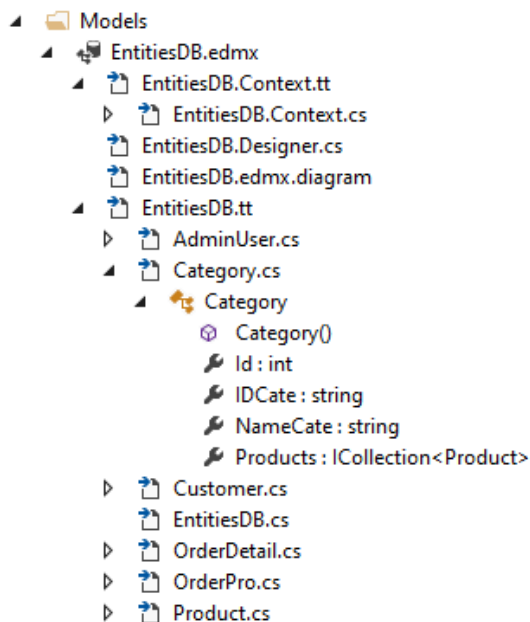 Models
EntitiesDB.edmx
EntitiesDB.Context.tt
EntitiesDB.Context.cs
EntitiesDB.Designer.cs
EntitiesDB.edmx.diagram
EntitiesDB.tt
AdminUser.cs
Category.cs
Category
Category()
Id : int
IDCate : string
NameCate : string
Products : ICollection<Product>
Customer.cs
EntitiesDB.cs
OrderDetail.cs
OrderPro.cs
Product.cs